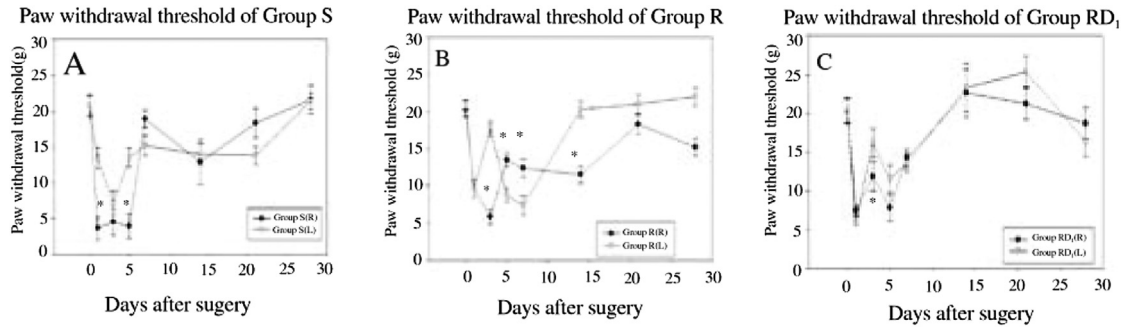 Paw withdrawal threshold of Group S
Paw withdrawal threshold(g)
A
30
25
20
15
10
5
0
*
*
Group S(R)
Group S(L)
0 5 10 15 20 25 30
Days after sugery
Paw withdrawal threshold of Group R
Paw withdrawal threshold (g)
B
30
25
20
15
10
5
0
*
* *
*
Group R(R)
Group R(L)
0 5 10 15 20 25 30
Days after sugery
Paw withdrawal threshold of Group RD₁
Paw withdrawal threshold (g)
C
30
25
20
15
10
5
0
*
Group RD₁(R)
Group RD₁(L)
0 5 10 15 20 25 30
Days after sugery